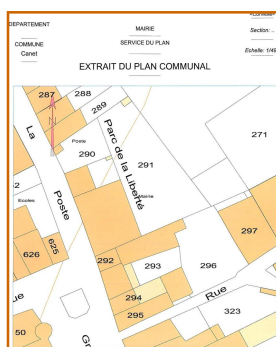 DEPARTEMENT
MAIRIE
Section:
COMMUNE
SERVICE DU PLAN
Canet
EXTRAIT DU PLAN COMMUNAL
287
288
289
La
Poste
290
Parc de la Liberté
291
271
Poste
Mairie
Ecoles
625
626
292
293
296
297
294
295
Rue
323
50